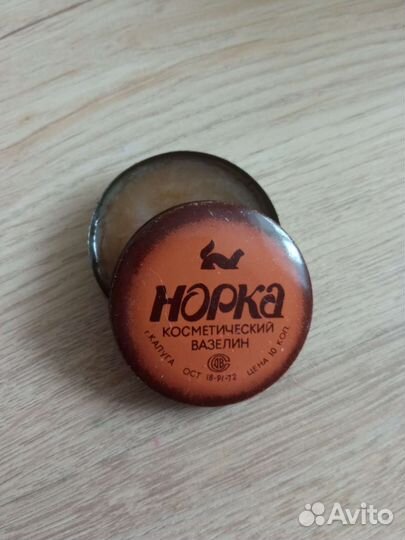 НОРКА
КОСМЕТИЧЕСКИЙ
ВАЗЕЛИН
г. КАЛУГА ОСТ 18-91-72 ЦЕНА 10 КОП.
Avito